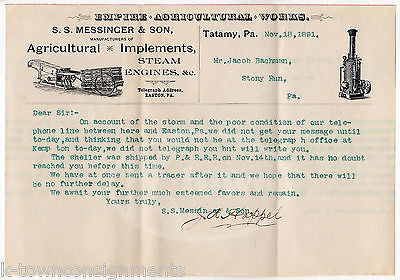 EMPIRE AGRICULTURAL WORKS.
S. S. MESSINGER & SON,
MANUFACTURERS OF
Agricultural Implements,
STEAM
ENGINES, &c.
Telegraph Address,
EASTON, PA.
Tatamy, Pa. Nov.18,1891.
Mr. Jacob Bachman,
Stony Run,
Pa.
Dear Sir:-
On account of the storm and the poor condition of our tele-
phone line between here and Easton,Pa,we did not get your message until
to-day,and thinking that you would not be at the telegrap h office at
Kemp ton to-day,we did not telegraph you but will write you.
The sheller was shipped by P.& R.R.R,on Nov.14th,and it has no doubt
reached you before this time.
We have at once sent a tracer after it and we hope that there will
be no further delay.
We await your further much esteemed favors and remain.
Yours truly,
S.S.Messinger & Son.
k-townconsignments